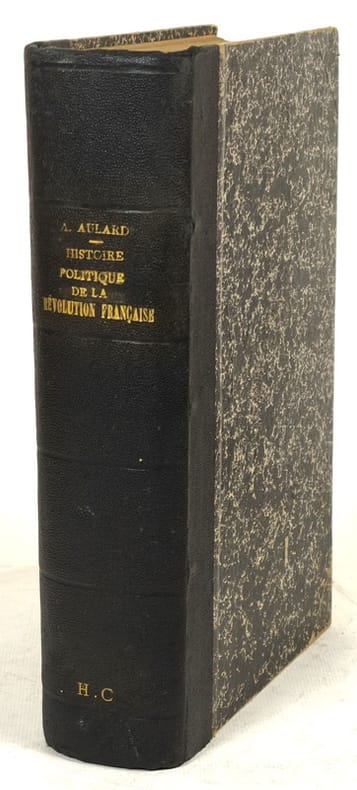 A. AULARD
HISTOIRE
POLITIQUE
DE LA
RÉVOLUTION FRANÇAISE
H.C